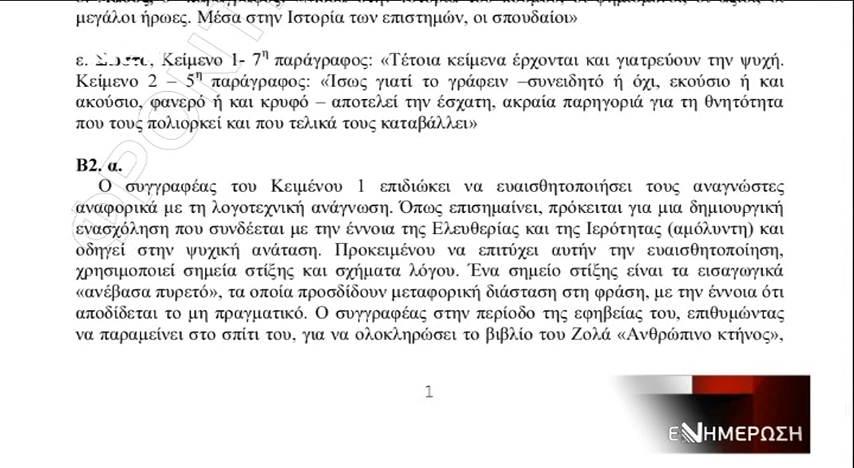 μεγάλοι ήρωες. Μέσα στην Ιστορία των επιστημών, οι σπουδαίοι»
ε. Σωστό, Κείμενο 1- 7η παράγραφος: «Τέτοια κείμενα έρχονται και γιατρεύουν την ψυχή.
Κείμενο 2 – 5η παράγραφος: «Ίσως γιατί το γράφειν –συνειδητό ή όχι, εκούσιο ή και
ακούσιο, φανερό ή και κρυφό – αποτελεί την έσχατη, ακραία παρηγοριά για τη θνητότητα
που τους πολιορκεί και που τελικά τους καταβάλλει»
Β2. α.
Ο συγγραφέας του Κειμένου 1 επιδιώκει να ευαισθητοποιήσει τους αναγνώστες
αναφορικά με τη λογοτεχνική ανάγνωση. Όπως επισημαίνει, πρόκειται για μια δημιουργική
ενασχόληση που συνδέεται με την έννοια της Ελευθερίας και της Ιερότητας (αμόλυντη) και
οδηγεί στην ψυχική ανάταση. Προκειμένου να επιτύχει αυτήν την ευαισθητοποίηση,
χρησιμοποιεί σημεία στίξης και σχήματα λόγου. Ένα σημείο στίξης είναι τα εισαγωγικά
«ανέβασα πυρετό», τα οποία προσδίδουν μεταφορική διάσταση στη φράση, με την έννοια ότι
αποδίδεται το μη πραγματικό. Ο συγγραφέας στην περίοδο της εφηβείας του, επιθυμώντας
να παραμείνει στο σπίτι του, για να ολοκληρώσει το βιβλίο του Ζολά «Ανθρώπινο κτήνος»,
1
ΕΝΗΜΕΡΩΣΗ